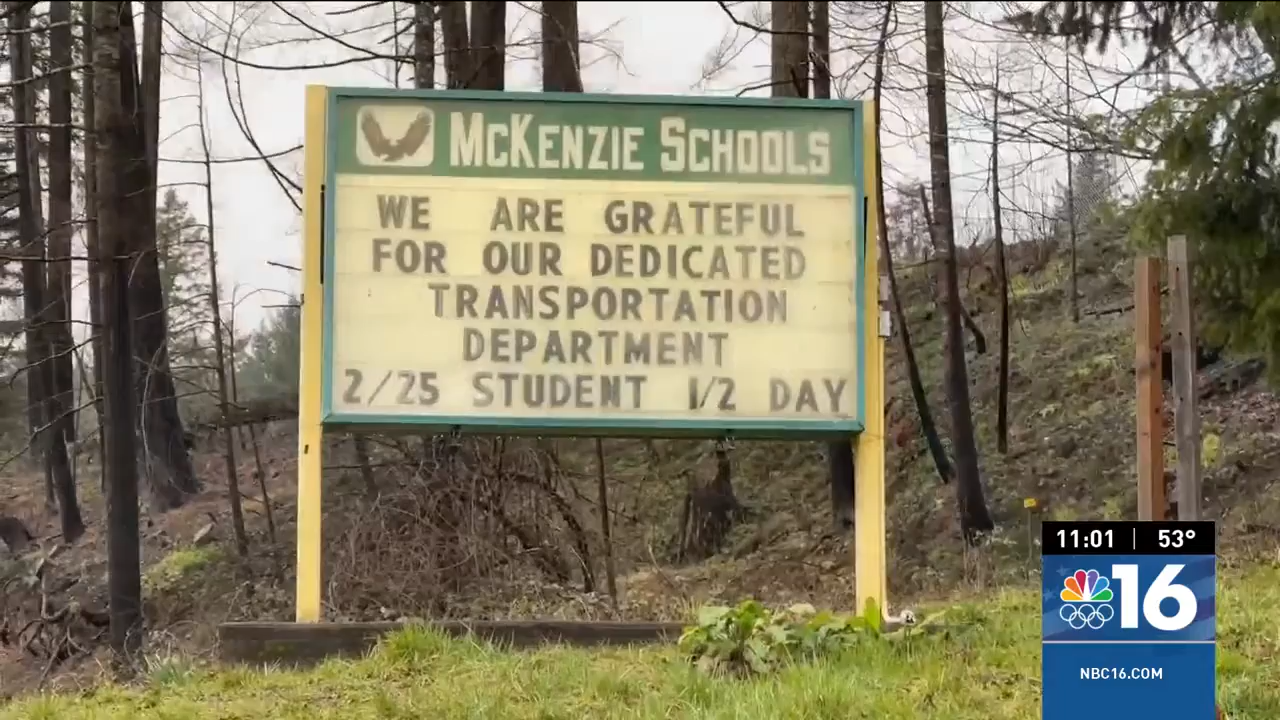 McKenzie Schools
WE ARE GRATEFUL
FOR OUR DEDICATED
TRANSPORTATION
DEPARTMENT
2/25 STUDENT 1/2 DAY
11:01 | 53°
16
NBC16.COM